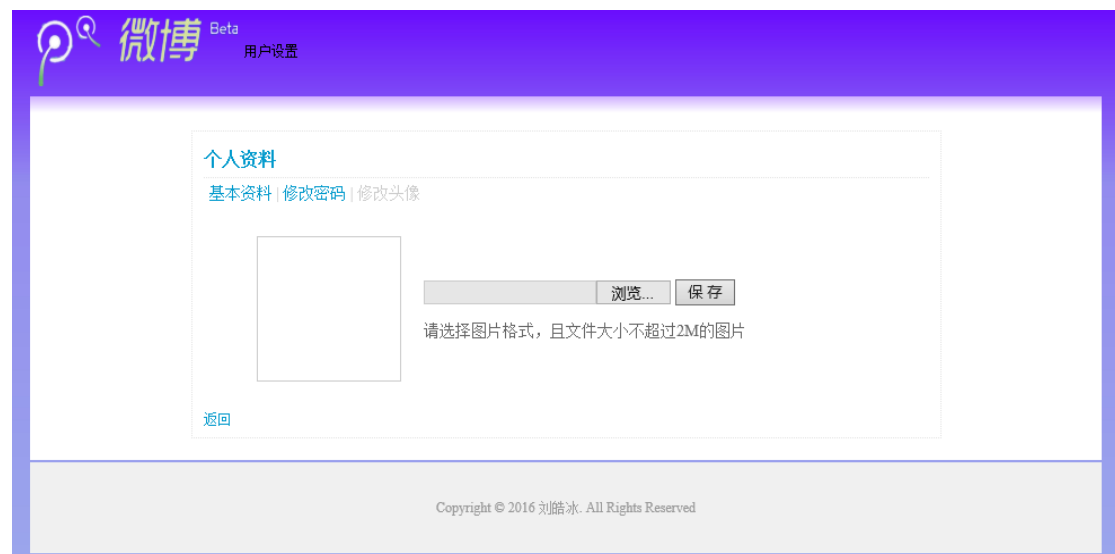 微博 Beta
用户设置
个人资料
基本资料 | 修改密码 | 修改头像
浏览... 保存
请选择图片格式，且文件大小不超过2M的图片
返回
Copyright © 2016 刘皓冰. All Rights Reserved